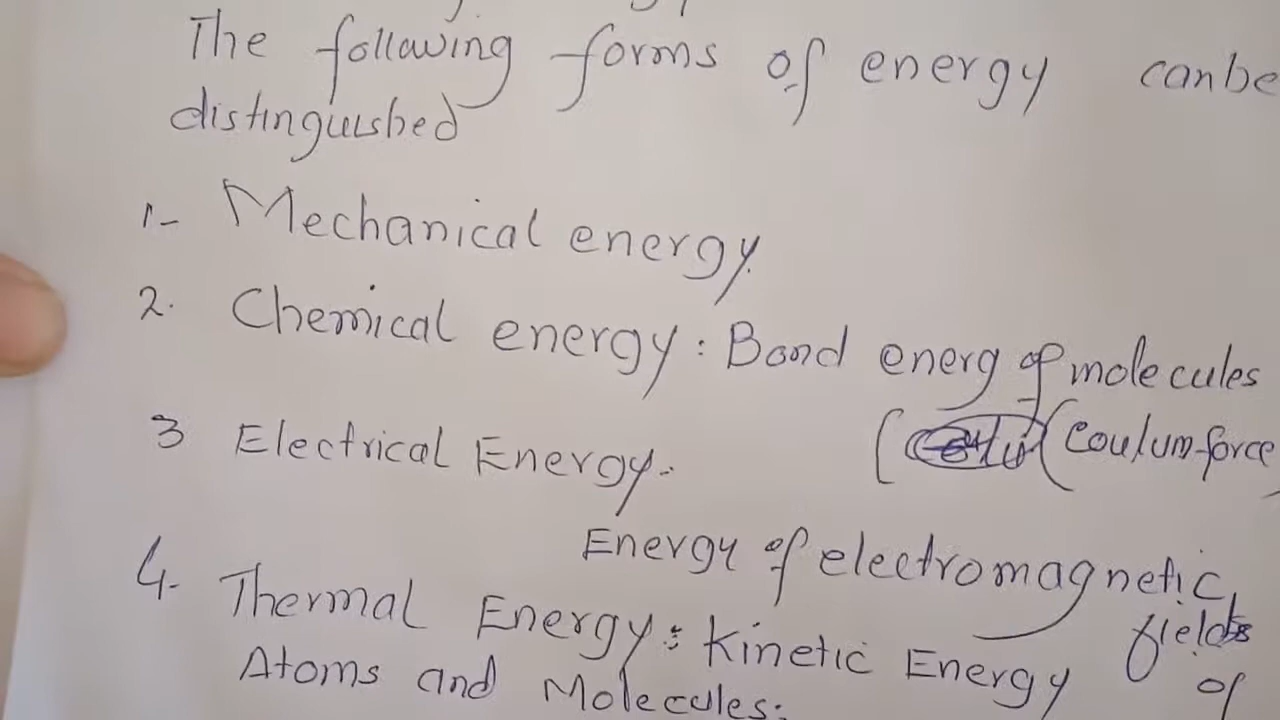 The following forms of energy canbe
distinguished
1- Mechanical energy.
2. Chemical energy: Bond energ of molecules
(Coulum-force)
3 Electrical Energy.
Energy of electromagnetic
fields
4. Thermal Energy: Kinetic Energy of
Atoms and Molecules: